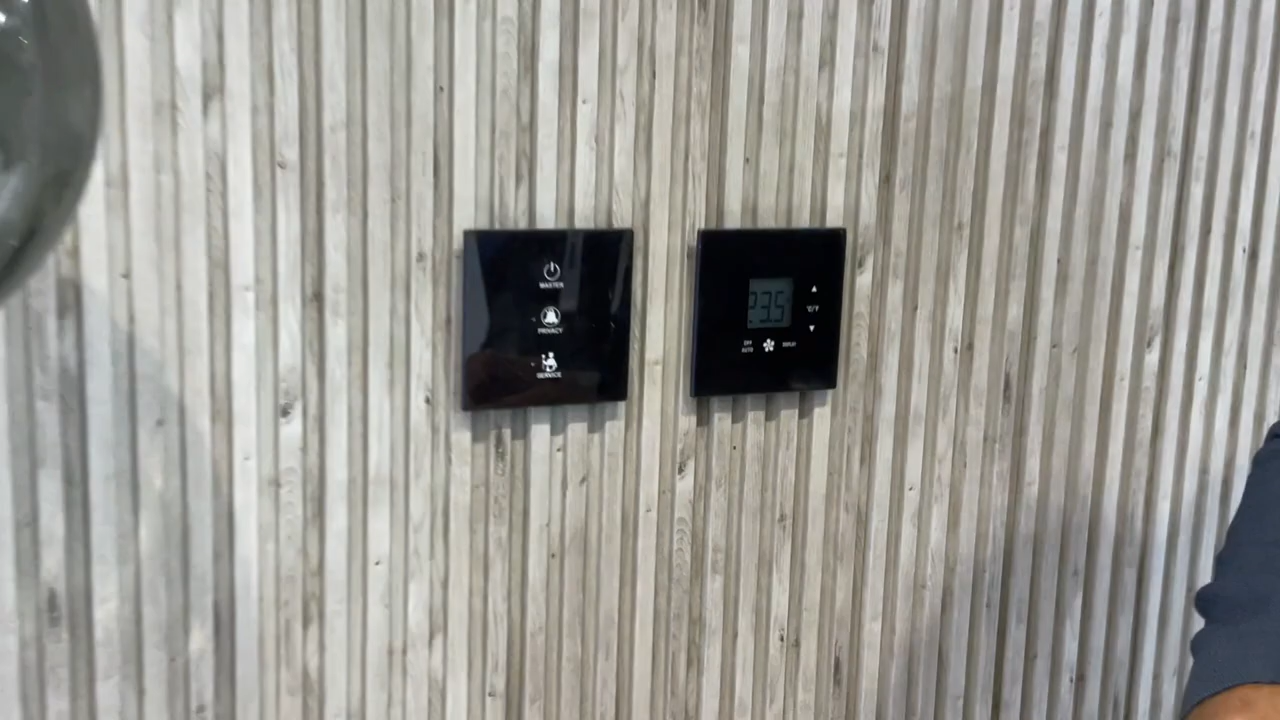 MASTER
PRIVACY
SERVICE
23.5°
°C/°F
OFF
AUTO
DISPLAY